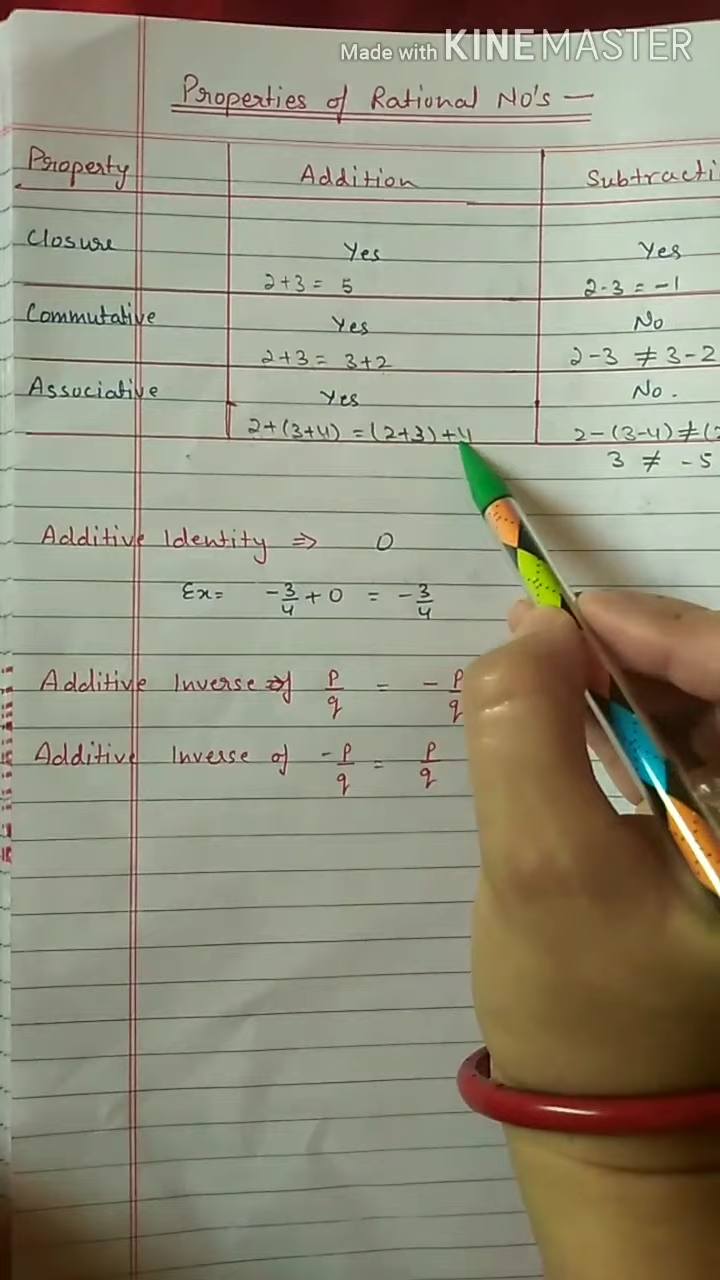 Made with KINEMASTER
Properties of Rational No's —
Property Addition Subtracti
Closure Yes Yes
2+3 = 5 2-3 = -1
Commutative Yes No
2+3 = 3+2 2-3 ≠ 3-2
Associative Yes No.
2+(3+4) = (2+3)+4 2-(3-4) ≠ (2
3 ≠ -5
Additive Identity ⇒ 0
Ex= -3/4 + 0 = -3/4
Additive Inverse of p/q = -p/q
Additive Inverse of -p/q = p/q